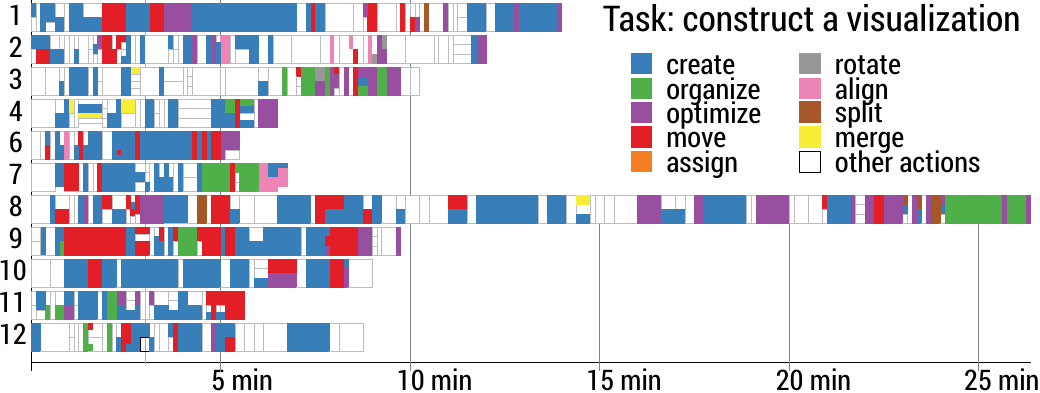 Task: construct a visualization
create
organize
optimize
move
assign
rotate
align
split
merge
other actions
1
2
3
4
6
7
8
9
10
11
12
5 min
10 min
15 min
20 min
25 min